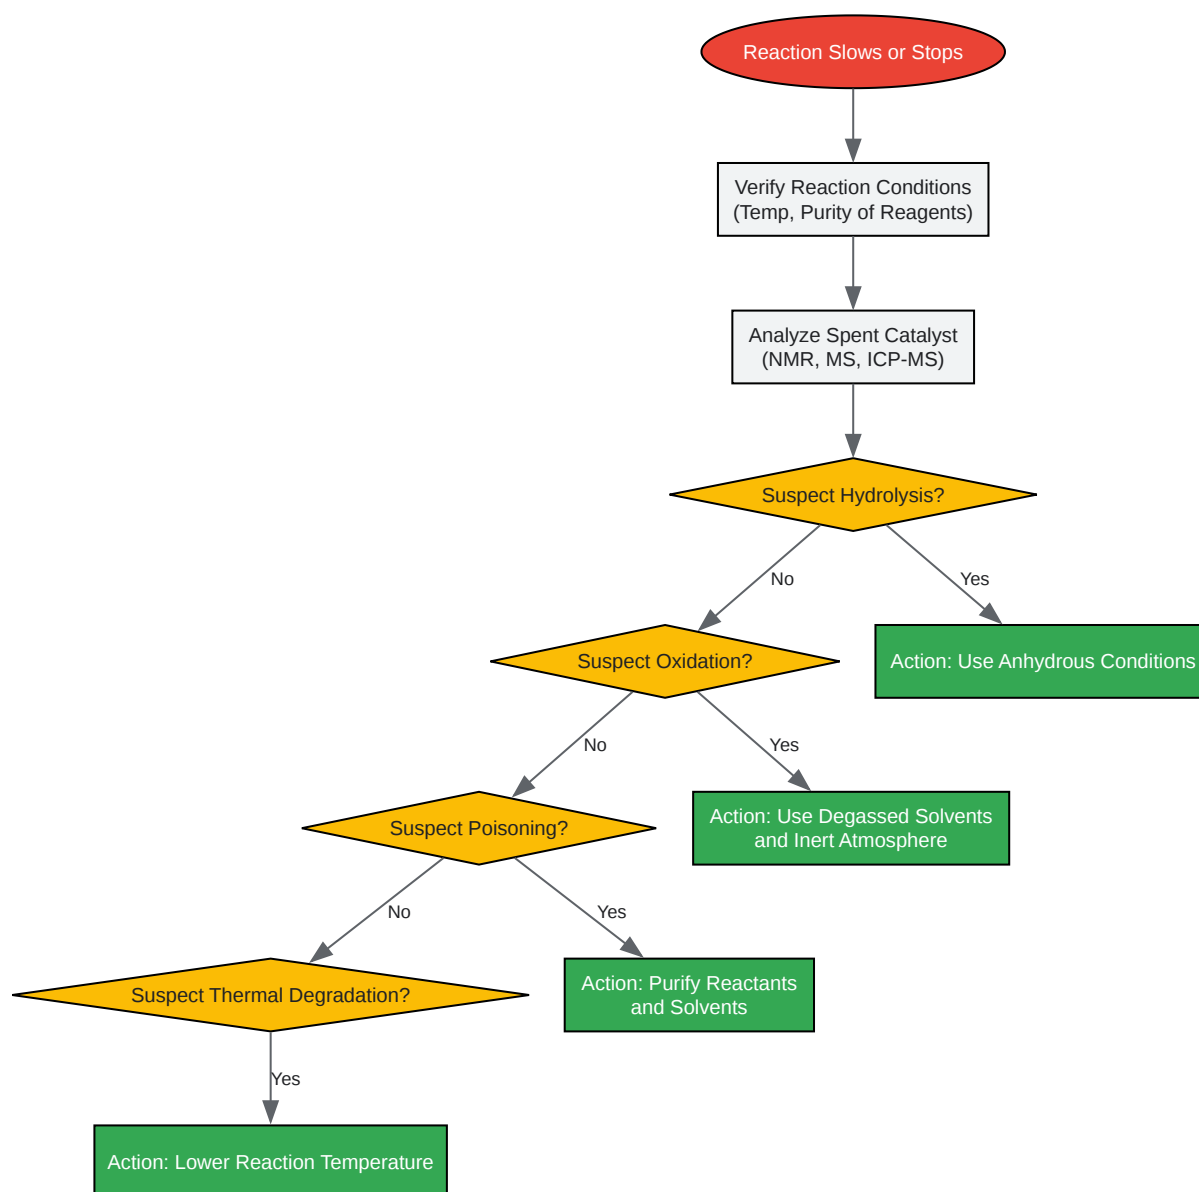 Reaction Slows or Stops
Verify Reaction Conditions
(Temp, Purity of Reagents)
Analyze Spent Catalyst
(NMR, MS, ICP-MS)
Suspect Hydrolysis?
No
Yes
Suspect Oxidation?
Action: Use Anhydrous Conditions
No
Yes
Suspect Poisoning?
Action: Use Degassed Solvents
and Inert Atmosphere
No
Yes
Suspect Thermal Degradation?
Action: Purify Reactants
and Solvents
Yes
Action: Lower Reaction Temperature